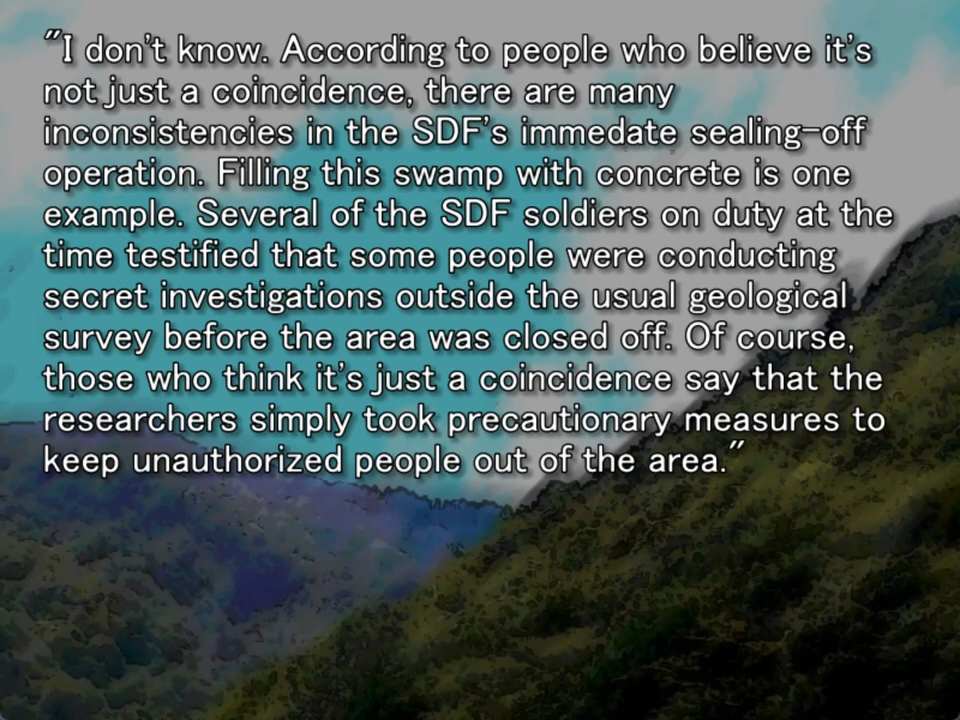 "I don't know. According to people who believe it's
not just a coincidence, there are many
inconsistencies in the SDF's immedate sealing-off
operation. Filling this swamp with concrete is one
example. Several of the SDF soldiers on duty at the
time testified that some people were conducting
secret investigations outside the usual geological
survey before the area was closed off. Of course,
those who think it's just a coincidence say that the
researchers simply took precautionary measures to
keep unauthorized people out of the area."